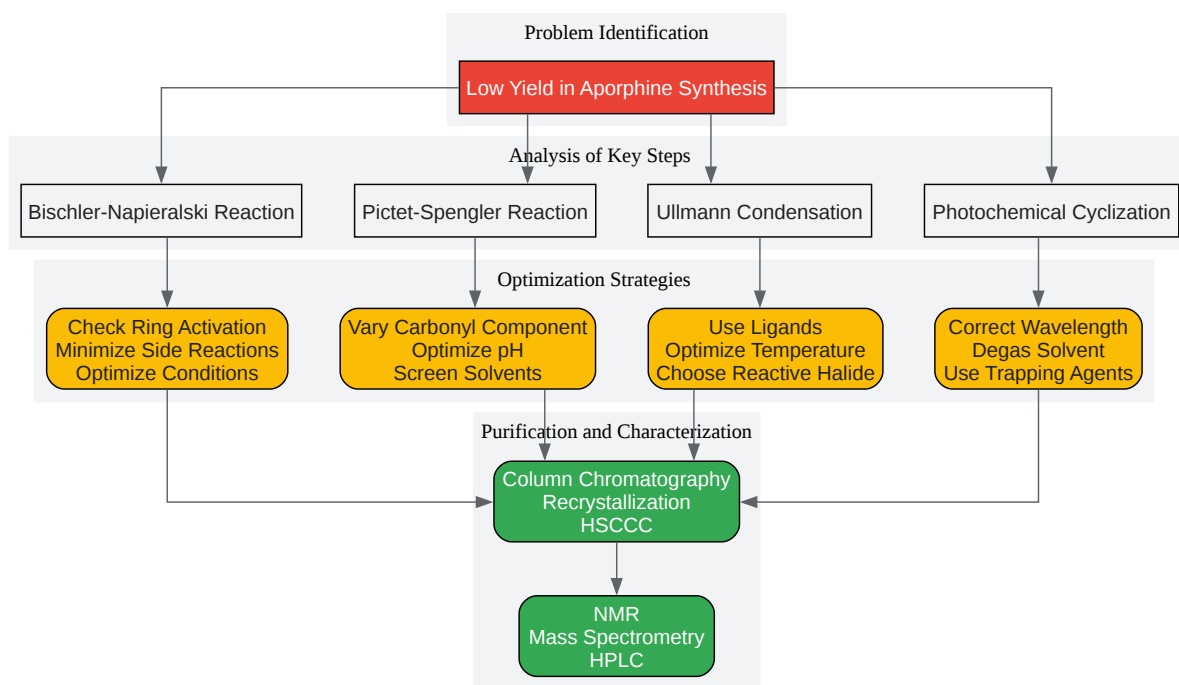 Problem Identification
Low Yield in Aporphine Synthesis
Analysis of Key Steps
Bischler-Napieralski Reaction
Pictet-Spengler Reaction
Ullmann Condensation
Photochemical Cyclization
Optimization Strategies
Check Ring Activation
Minimize Side Reactions
Optimize Conditions
Vary Carbonyl Component
Optimize pH
Screen Solvents
Use Ligands
Optimize Temperature
Choose Reactive Halide
Correct Wavelength
Degas Solvent
Use Trapping Agents
Purification and Characterization
Column Chromatography
Recrystallization
HSCCC
NMR
Mass Spectrometry
HPLC